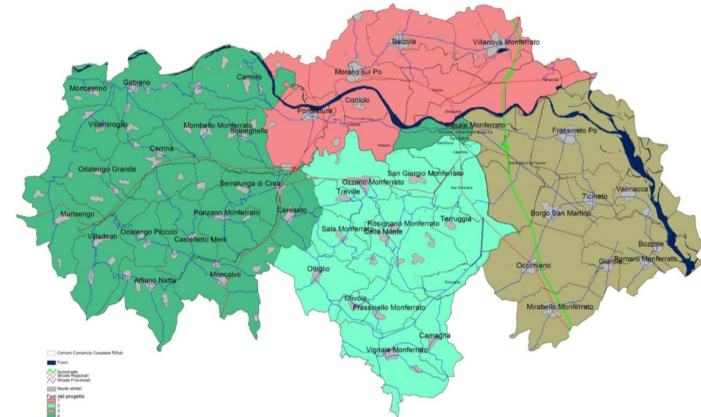 Balzola
Villanova Monferrato
Morano sul Po
Camino
Gabiano
Moncestino
Coniolo
Pontestura
Villamiroglio
Mombello Monferrato
Solonghello
Casale Monferrato
Frassineto Po
Cerrina
Odalengo Grande
Serralunga di Crea
Ozzano Monferrato
San Giorgio Monferrato
Treville
Ticineto
Valmacca
Murisengo
Ponzano Monferrato
Cereseto
Rosignano Monferrato
Cella Monte
Terruggia
Borgo San Martino
Villadeati
Odalengo Piccolo
Castelletto Merli
Sala Monferrato
Bozzole
Ottiglio
Occimiano
Giarole
Pomaro Monferrato
Alfiano Natta
Moncalvo
Olivola
Frassinello Monferrato
Mirabello Monferrato
Camagna
Vignale Monferrato
Comuni Consorzio Casalese Rifiuti
Fiumi
Autostrade
Strade Regionali
Strade Provinciali
Nuclei abitati
Fasi del progetto
1
2
3
4